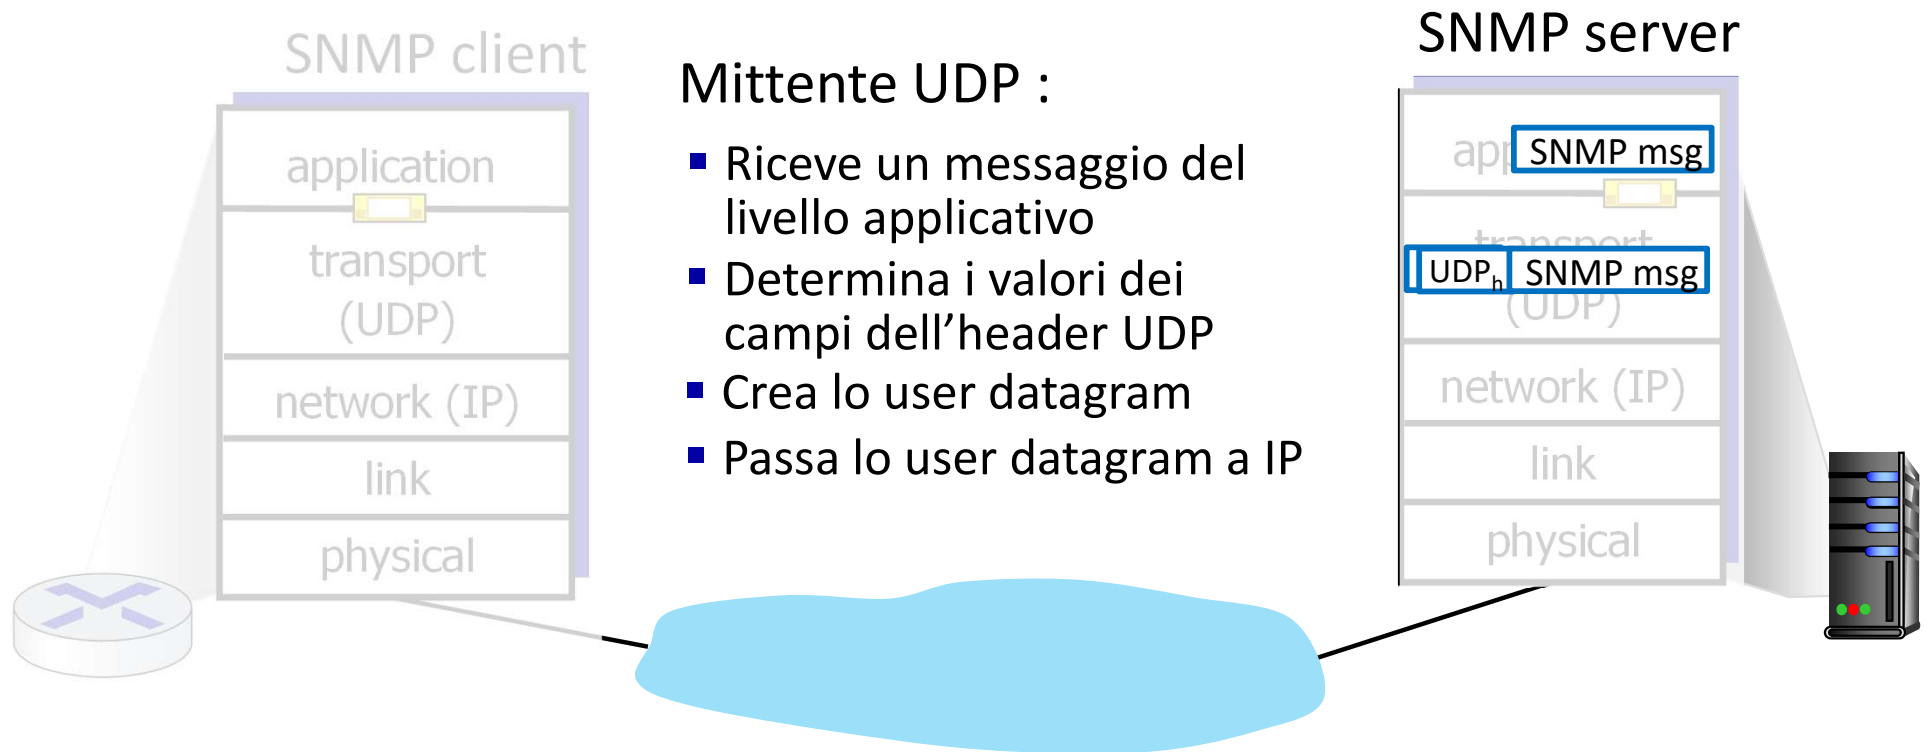 SNMP client
application
transport
(UDP)
network (IP)
link
physical
Mittente UDP :
Riceve un messaggio del
livello applicativo
Determina i valori dei
campi dell’header UDP
Crea lo user datagram
Passa lo user datagram a IP
SNMP server
app SNMP msg
transport
UDPh SNMP msg
(UDP)
network (IP)
link
physical